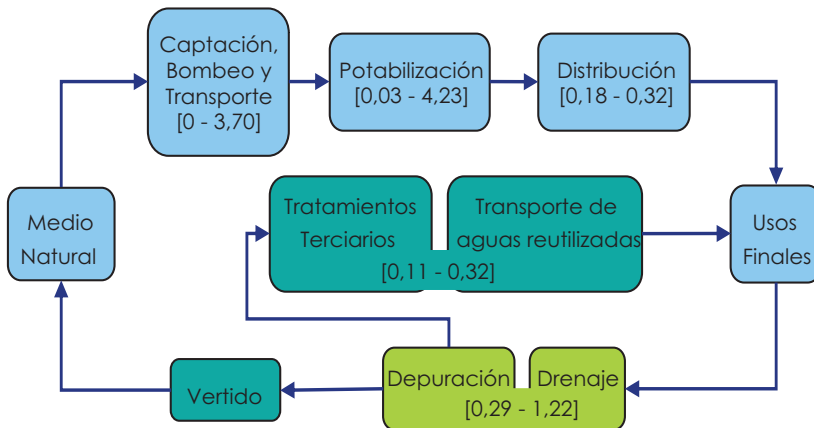 Captación,
Bombeo y
Transporte
[0 - 3,70]
Potabilización
[0,03 - 4,23]
Distribución
[0,18 - 0,32]
Medio
Natural
Tratamientos
Terciarios
Transporte de
aguas reutilizadas
[0,11 - 0,32]
Usos
Finales
Vertido
Depuración
Drenaje
[0,29 - 1,22]